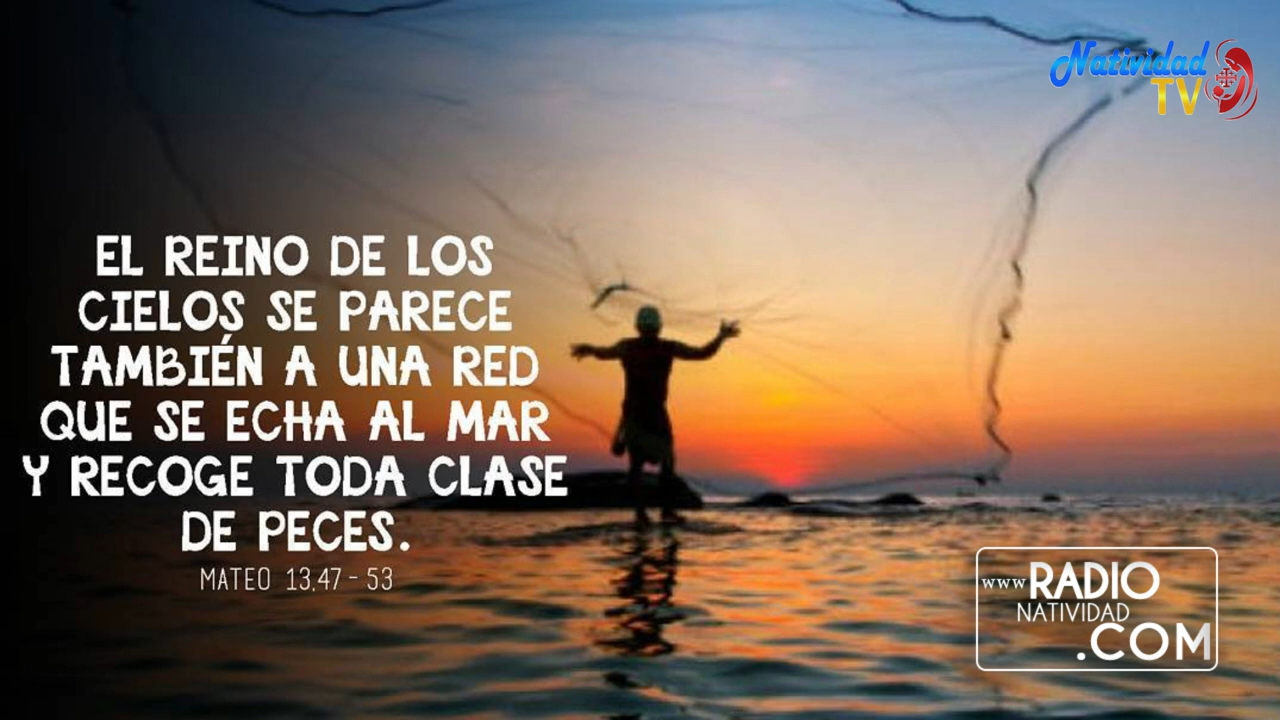 Natividad
TV
EL REINO DE LOS
CIELOS SE PARECE
TAMBIÉN A UNA RED
QUE SE ECHA AL MAR
Y RECOGE TODA CLASE
DE PECES.
MATEO 13,47 - 53
www RADIO
NATIVIDAD
.COM